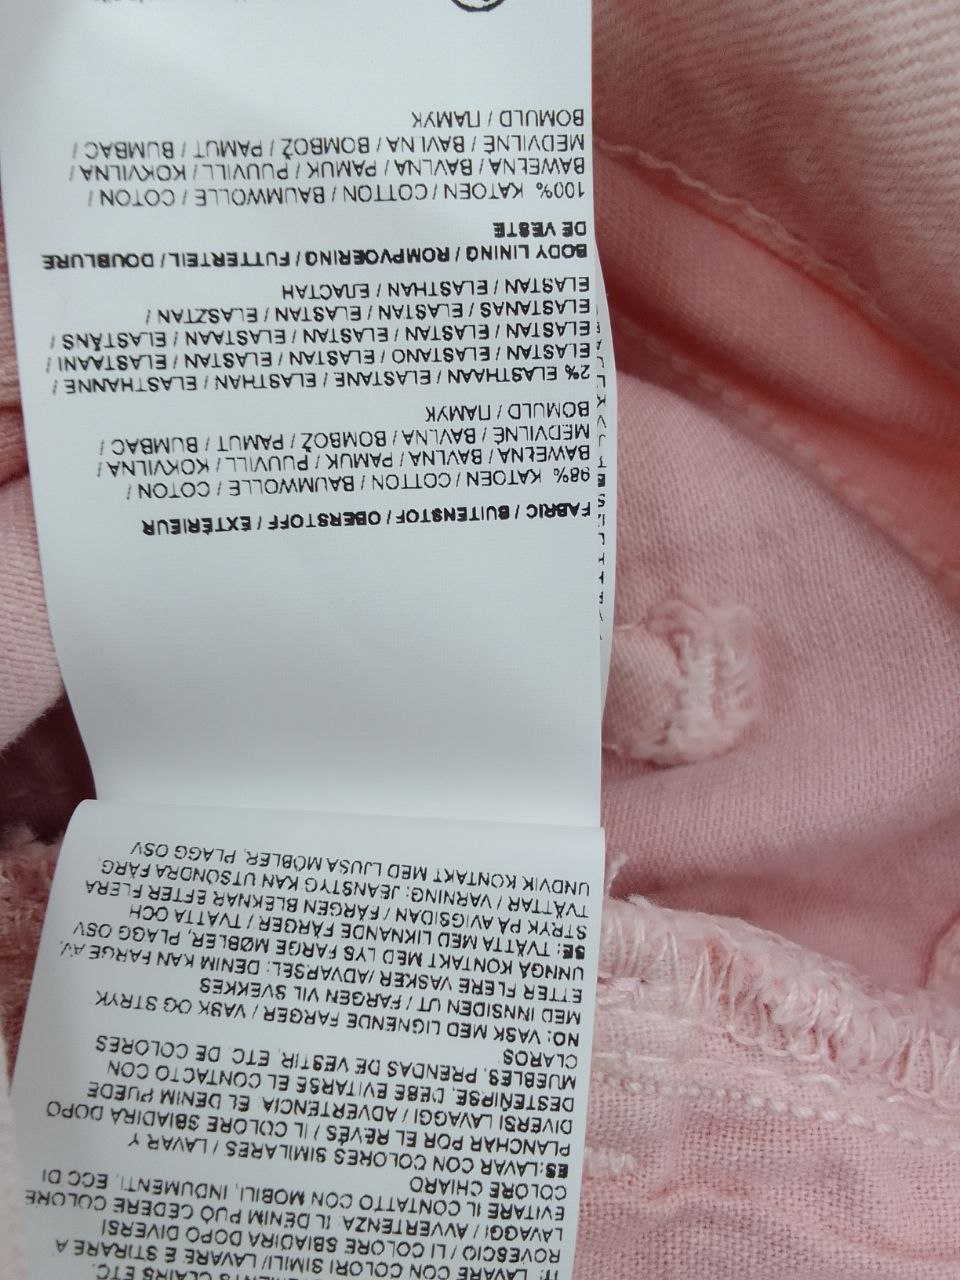 COLORE CHIARO
EVITARE IL CONTATTO CON MOBILI, INDUMENTI, ECC DI
LAVAGGI / AVVERTENZA. IL DENIM PUÒ CEDERE COLORE
ROVESCIO / LI COLORE SBIADIRA DOPO DIVERSI
IT: LAVARE CON COLORI SIMILI/ LAVARE E STIRARE A
ES: LAVAR CON COLORES SIMILARES / LAVAR Y
PLANCHAR POR EL REVÉS / IL COLORE SBIADIRÀ DOPO
DIVERSI LAVAGGI / ADVERTENCIA. EL DENIM PUEDE
DESTEÑIRSE, DEBE EVITARSE EL CONTACTO CON
MUEBLES, PRENDAS DE VESTIR, ETC. DE COLORES
CLAROS
NO: VASK MED LIGNENDE FARGER / VASK OG STRYK
MED INNSIDEN UT / FARGEN VIL SVEKKES
ETTER FLERE VASKER /ADVARSEL: DENIM KAN FARGE AV.
UNNGÅ KONTAKT MED LYS FARGE MØBLER, PLAGG OSV
SE: TVÄTTA MED LIKNANDE FÄRGER / TVÄTTA OCH
STRYK PÅ AVIGSIDAN / FÄRGEN BLEKNAR EFTER FLERA
TVÄTTAR / VARNING: JEANSTYG KAN UTSÖNDRA FÄRG.
UNDVIK KONTAKT MED LJUSA MÖBLER, PLAGG OSV
FABRIC / BUITENSTOF / OBERSTOFF / EXTÉRIEUR
98% KATOEN / COTTON / BAUMWOLLE / COTON /
BAWEŁNA / BAVLNA / PAMUK / PUUVILL / KOKVILNA /
MEDVILNĖ / BAVLNA / BOMBOŽ / PAMUT / BUMBAC /
BOMULD / ПАМУК
2% ELASTHAAN / ELASTHAN / ELASTANE / ELASTHANNE /
ELASTAN / ELASTANO / ELASTAN / ELASTAN / ELASTAANI
ELASTAN / ELASTAN / ELASTAN / ELASTAAN / ELASTĀNS /
ELASTANAS / ELASTAN / ELASTAN / ELASZTAN /
ELASTAN / ELASTHAN / ЕЛАСТАН
BODY LINING / ROMPVOERING / FUTTERTEIL / DOUBLURE
DE VESTE
100% KATOEN / COTTON / BAUMWOLLE / COTON /
BAWEŁNA / BAVLNA / PAMUK / PUUVILL / KOKVILNA /
MEDVILNĖ / BAVLNA / BOMBOŽ / PAMUT / BUMBAC /
BOMULD / ПАМУК